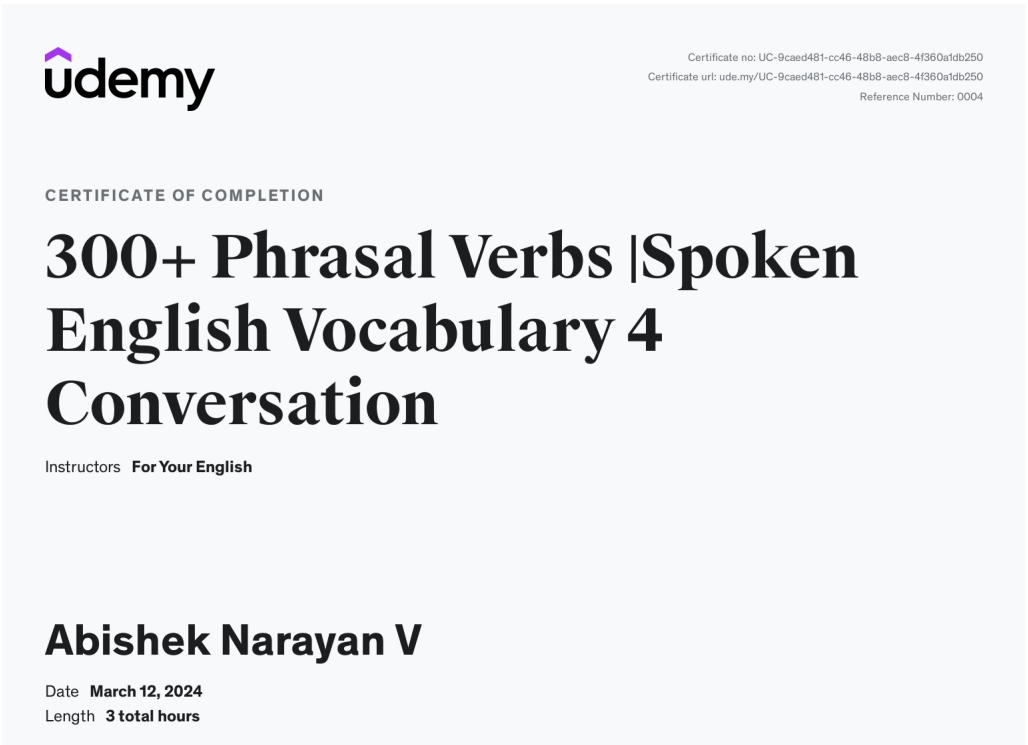 udemy
Certificate no: UC-9caed481-cc46-48b8-aec8-4f360a1db250
Certificate url: ude.my/UC-9caed481-cc46-48b8-aec8-4f360a1db250
Reference Number: 0004
CERTIFICATE OF COMPLETION
300+ Phrasal Verbs |Spoken
English Vocabulary 4
Conversation
Instructors For Your English
Abishek Narayan V
Date March 12, 2024
Length 3 total hours